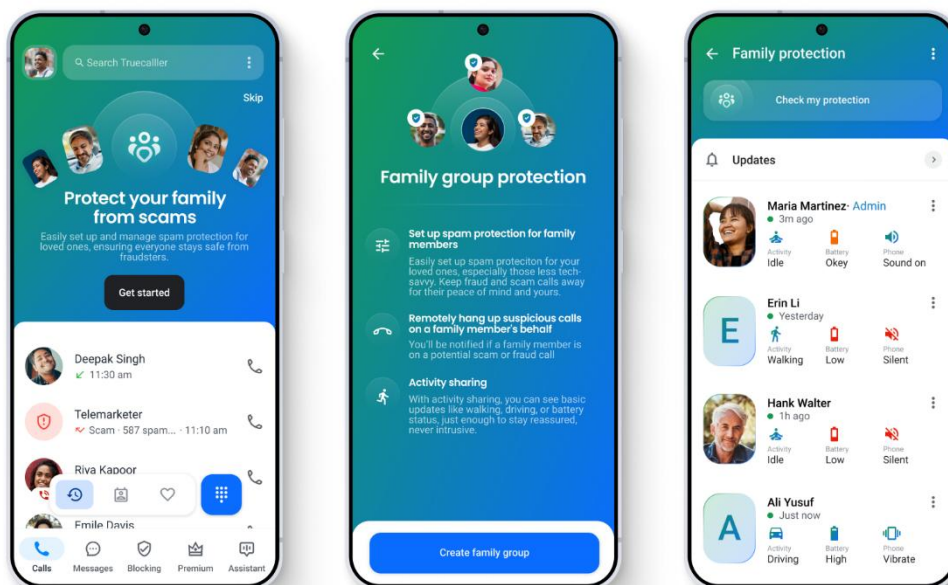 Search Truecalller
Skip
Protect your family
from scams
Easily set up and manage spam protection for
loved ones, ensuring everyone stays safe from
fraudsters.
Get started
Deepak Singh
11:30 am
Telemarketer
Scam · 587 spam... · 11:10 am
Riya Kapoor
Emile Davis
Calls
Messages
Blocking
Premium
Assistant
Family group protection
Set up spam protection for family
members
Easily set up spam proteciton for your
loved ones, especially those less tech-
savvy. Keep fraud and scam calls away
for their peace of mind and yours.
Remotely hang up suspicious calls
on a family member's behalf
You'll be notified if a family member is
on a potential scam or fraud call
Activity sharing
With activity sharing, you can see basic
updates like walking, driving, or battery
status, just enough to stay reassured,
never intrusive.
Create family group
Family protection
Check my protection
Updates
Maria Martinez· Admin
3m ago
Activity Battery Phone
Idle Okey Sound on
E
Erin Li
Yesterday
Activity Battery Phone
Walking Low Silent
Hank Walter
1h ago
Activity Battery Phone
Idle Low Silent
A
Ali Yusuf
Just now
Activity Battery Phone
Driving High Vibrate